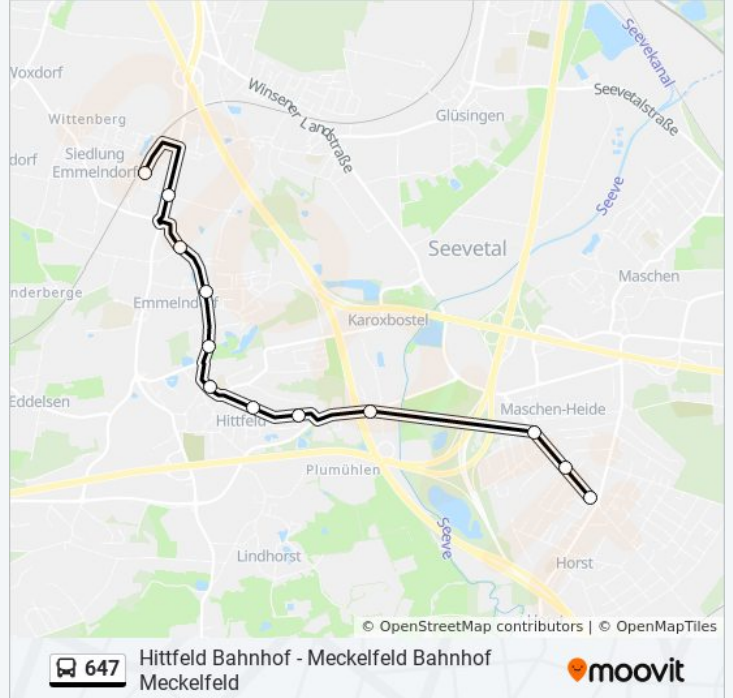 Seevekanal
Woxdorf
Winsener Landstraße
Seevetalstraße
Wittenberg
Glüsingen
dorf
Siedlung
Emmelndorf
Seeve
Seevetal
Maschen
nderberge
Emmelndorf
Karoxbostel
Eddelsen
Maschen-Heide
Hittfeld
Plumühlen
Seeve
Lindhorst
Horst
© OpenStreetMap contributors | © OpenMapTiles
647
Hittfeld Bahnhof - Meckelfeld Bahnhof
Meckelfeld
moovit